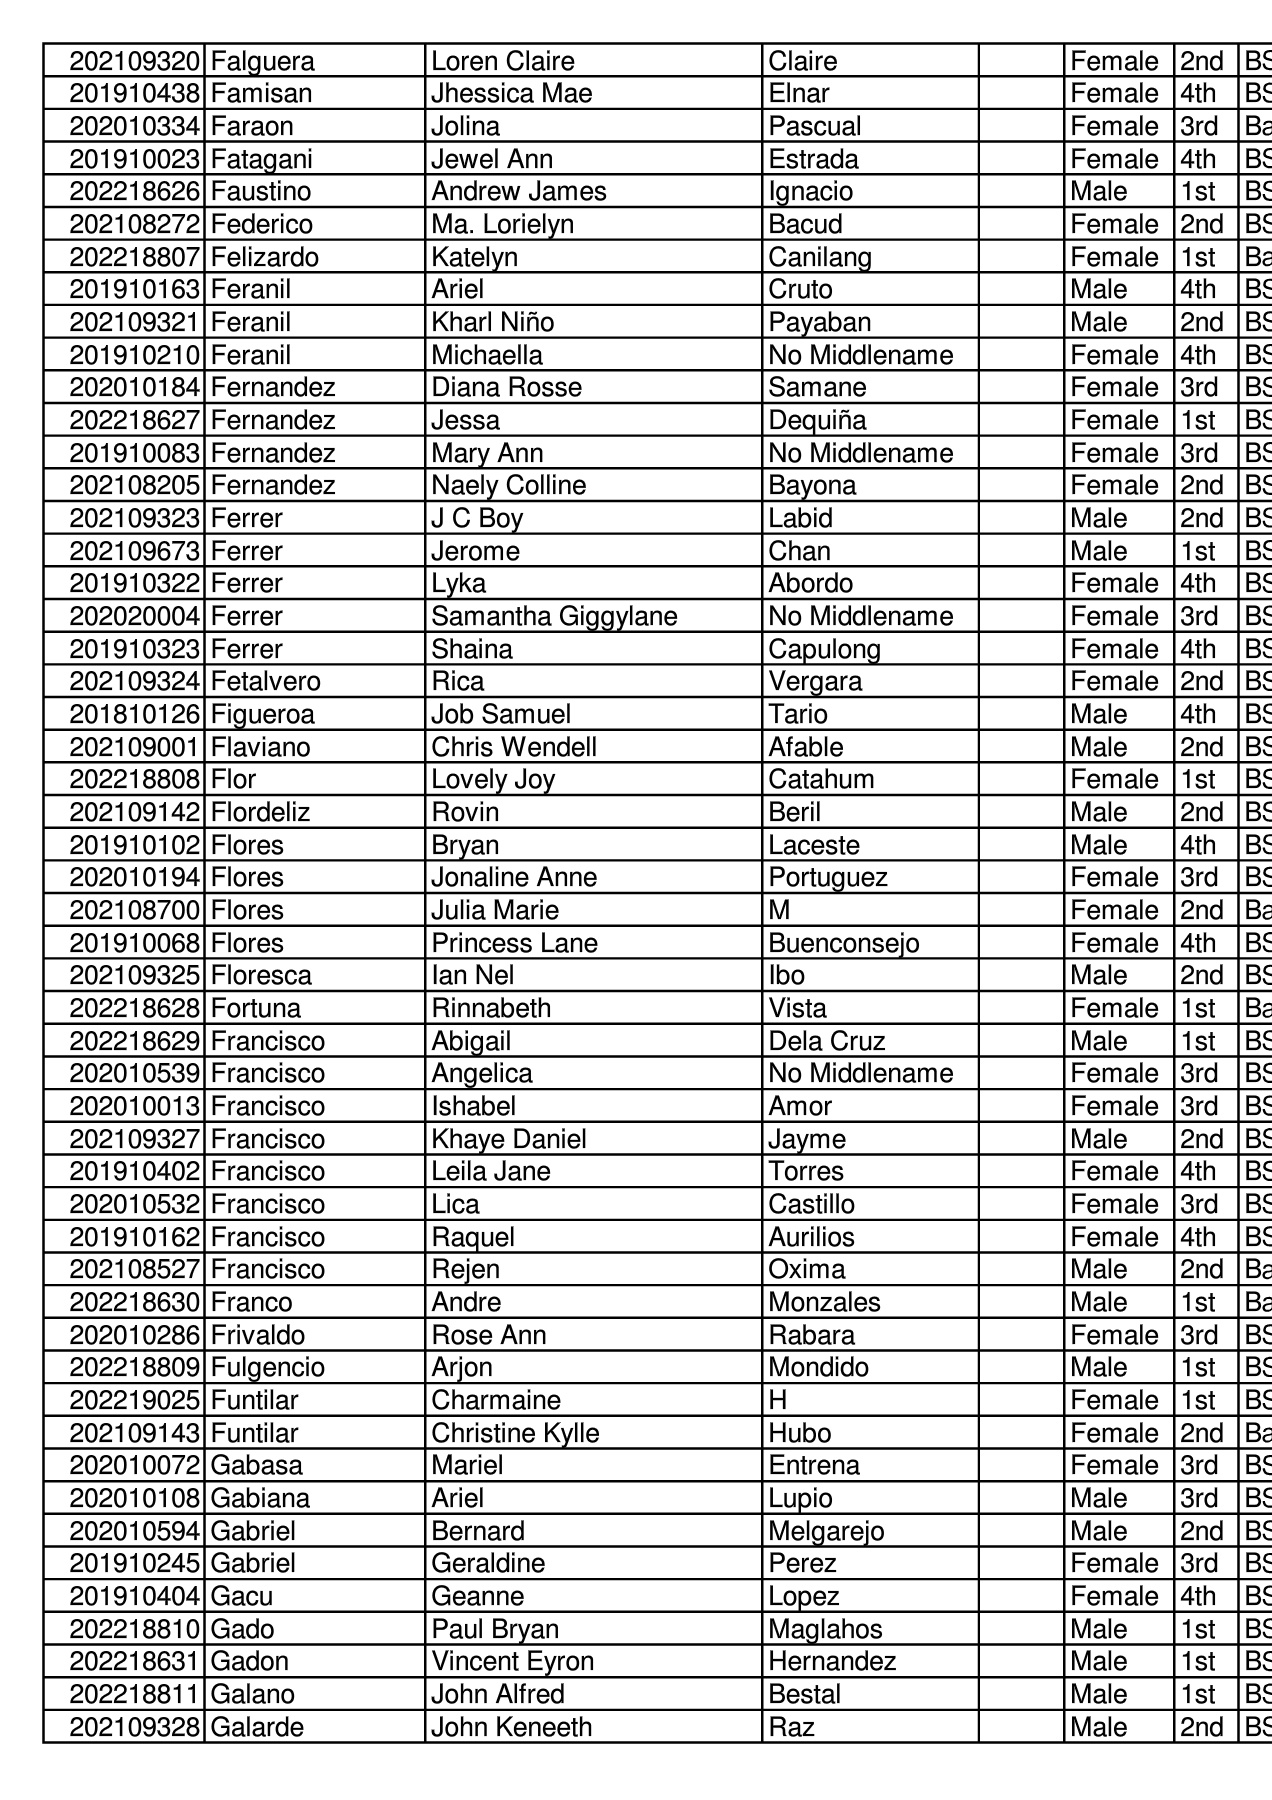 202109320 Falguera Loren Claire Claire Female 2nd BS
201910438 Famisan Jhessica Mae Elnar Female 4th BS
202010334 Faraon Jolina Pascual Female 3rd Ba
201910023 Fatagani Jewel Ann Estrada Female 4th BS
202218626 Faustino Andrew James Ignacio Male 1st BS
202108272 Federico Ma. Lorielyn Bacud Female 2nd BS
202218807 Felizardo Katelyn Canilang Female 1st Ba
201910163 Feranil Ariel Cruto Male 4th BS
202109321 Feranil Kharl Niño Payaban Male 2nd BS
201910210 Feranil Michaella No Middlename Female 4th BS
202010184 Fernandez Diana Rosse Samane Female 3rd BS
202218627 Fernandez Jessa Dequiña Female 1st BS
201910083 Fernandez Mary Ann No Middlename Female 3rd BS
202108205 Fernandez Naely Colline Bayona Female 2nd BS
202109323 Ferrer J C Boy Labid Male 2nd BS
202109673 Ferrer Jerome Chan Male 1st BS
201910322 Ferrer Lyka Abordo Female 4th BS
202020004 Ferrer Samantha Giggylane No Middlename Female 3rd BS
201910323 Ferrer Shaina Capulong Female 4th BS
202109324 Fetalvero Rica Vergara Female 2nd BS
201810126 Figueroa Job Samuel Tario Male 4th BS
202109001 Flaviano Chris Wendell Afable Male 2nd BS
202218808 Flor Lovely Joy Catahum Female 1st BS
202109142 Flordeliz Rovin Beril Male 2nd BS
201910102 Flores Bryan Laceste Male 4th BS
202010194 Flores Jonaline Anne Portuguez Female 3rd BS
202108700 Flores Julia Marie M Female 2nd Ba
201910068 Flores Princess Lane Buenconsejo Female 4th BS
202109325 Floresca Ian Nel Ibo Male 2nd BS
202218628 Fortuna Rinnabeth Vista Female 1st Ba
202218629 Francisco Abigail Dela Cruz Male 1st BS
202010539 Francisco Angelica No Middlename Female 3rd BS
202010013 Francisco Ishabel Amor Female 3rd BS
202109327 Francisco Khaye Daniel Jayme Male 2nd BS
201910402 Francisco Leila Jane Torres Female 4th BS
202010532 Francisco Lica Castillo Female 3rd BS
201910162 Francisco Raquel Aurilios Female 4th BS
202108527 Francisco Rejen Oxima Male 2nd Ba
202218630 Franco Andre Monzales Male 1st Ba
202010286 Frivaldo Rose Ann Rabara Female 3rd BS
202218809 Fulgencio Arjon Mondido Male 1st BS
202219025 Funtilar Charmaine H Female 1st BS
202109143 Funtilar Christine Kylle Hubo Female 2nd Ba
202010072 Gabasa Mariel Entrena Female 3rd BS
202010108 Gabiana Ariel Lupio Male 3rd BS
202010594 Gabriel Bernard Melgarejo Male 2nd BS
201910245 Gabriel Geraldine Perez Female 3rd BS
201910404 Gacu Geanne Lopez Female 4th BS
202218810 Gado Paul Bryan Maglahos Male 1st BS
202218631 Gadon Vincent Eyron Hernandez Male 1st BS
202218811 Galano John Alfred Bestal Male 1st BS
202109328 Galarde John Keneeth Raz Male 2nd BS